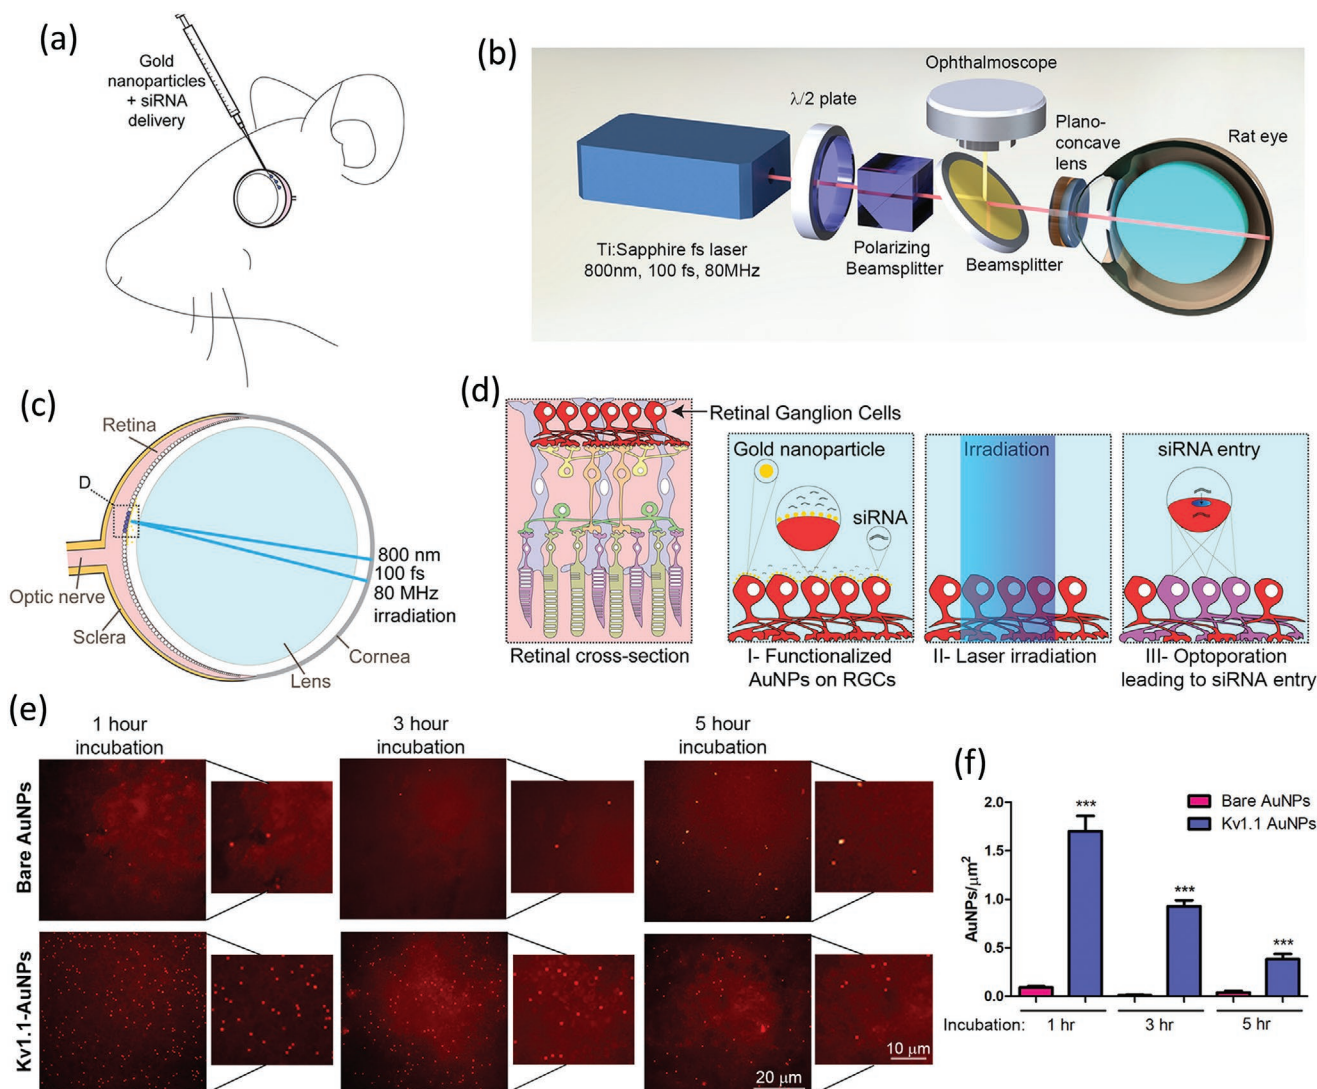 (a)
Gold
nanoparticles
+ siRNA
delivery
(b)
Ophthalmoscope
λ/2 plate
Plano-
concave
lens
Rat eye
Ti:Sapphire fs laser
800nm, 100 fs, 80MHz
Polarizing
Beamsplitter
Beamsplitter
(c)
Retina
D
800 nm
100 fs
80 MHz
irradiation
Optic nerve
Sclera
Lens
Cornea
(d)
Retinal Ganglion Cells
Gold nanoparticle
siRNA
Irradiation
siRNA entry
Retinal cross-section
I- Functionalized
AuNPs on RGCs
II- Laser irradiation
III- Optoporation
leading to siRNA entry
(e)
1 hour
incubation
3 hour
incubation
5 hour
incubation
Bare AuNPs
Kv1.1-AuNPs
20 μm
10 μm
(f)
Bare AuNPs
Kv1.1 AuNPs
AuNPs/μm²
2.0
1.5
1.0
0.5
0.0
***
***
***
Incubation:
1 hr
3 hr
5 hr